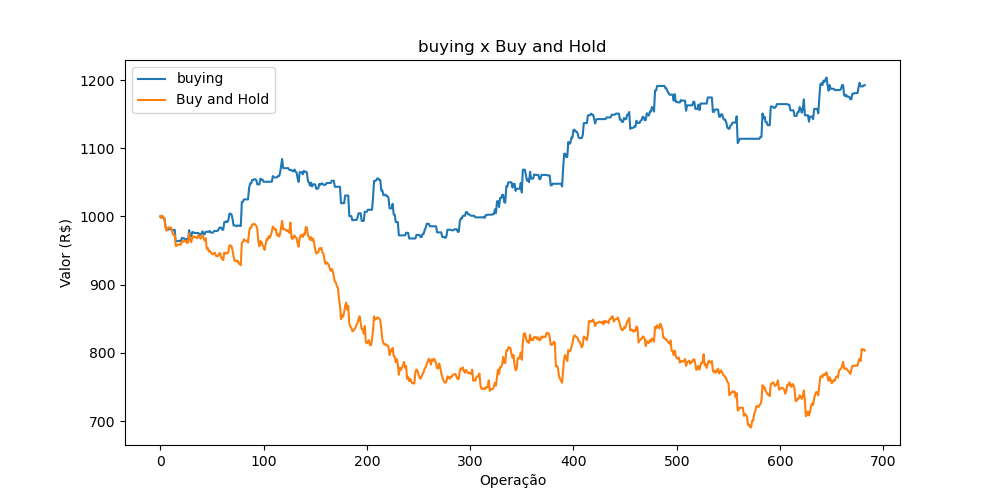 buying x Buy and Hold
buying
Buy and Hold
1200
1100
1000
900
800
700
Valor (R$)
0 100 200 300 400 500 600 700
Operação